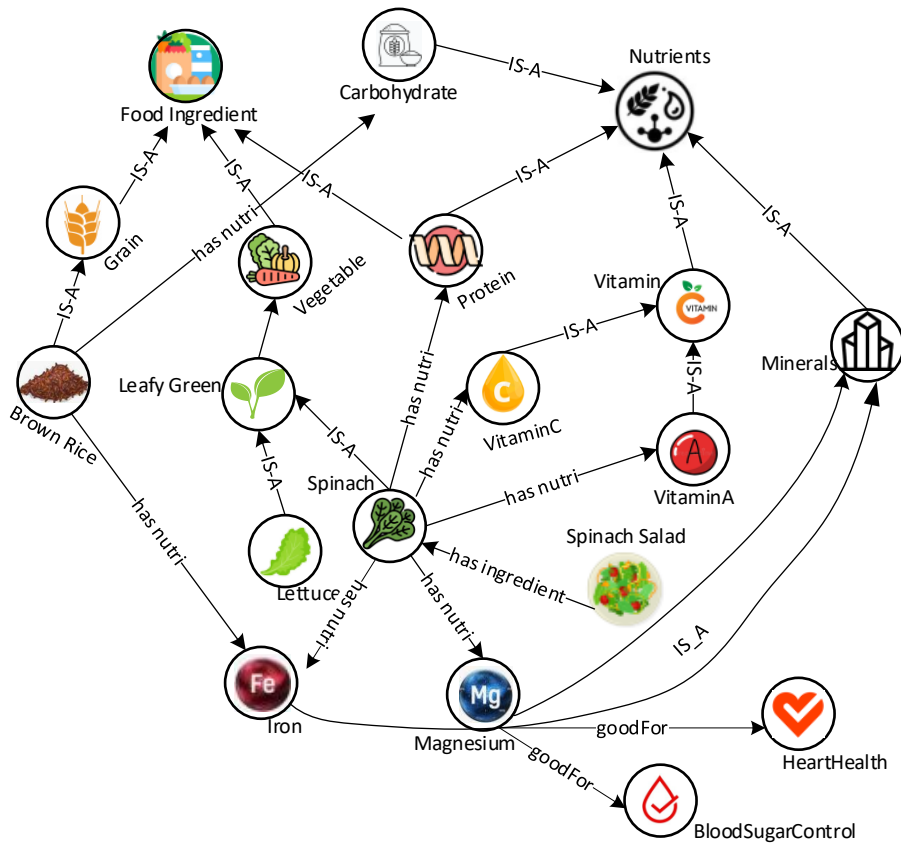 Nutrients
Carbohydrate
IS-A
Food Ingredient
IS-A
IS-A
IS-A
IS-A
IS-A
IS-A
has nutri
Grain
Vegetable
Protein
Vitamin
VITAMIN
IS-A
IS-A
Minerals
Leafy Green
has nutri
IS-A
C
VitaminC
Brown Rice
IS-A
IS-A
Spinach
has nutri
A
VitaminA
has nutri
has nutri
Spinach Salad
has ingredient
Lettuce
has nutri
has nutri
IS_A
Fe
Iron
Mg
Magnesium
goodFor
HeartHealth
goodFor
BloodSugarControl